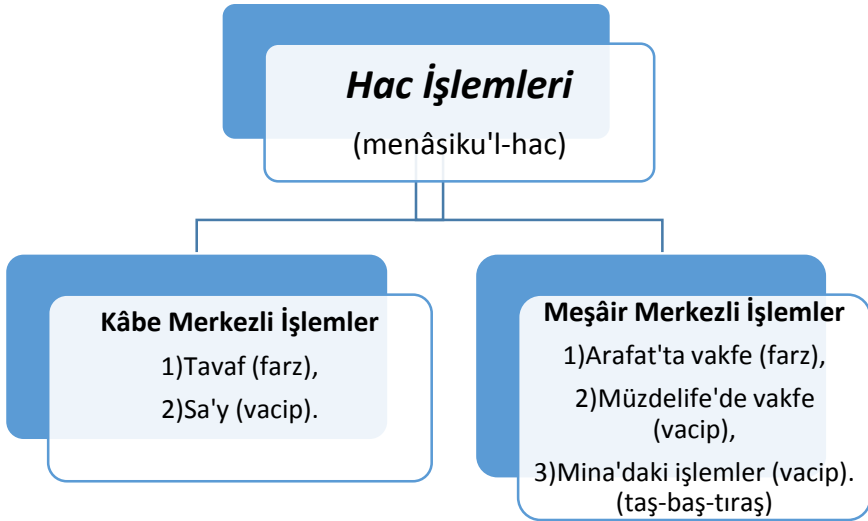 Hac İşlemleri
(menâsiku'l-hac)
Kâbe Merkezli İşlemler
1)Tavaf (farz),
2)Sa'y (vacip).
Meşâir Merkezli İşlemler
1)Arafat'ta vakfe (farz),
2)Müzdelife'de vakfe
(vacip),
3)Mina'daki işlemler (vacip).
(taş-baş-tıraş)